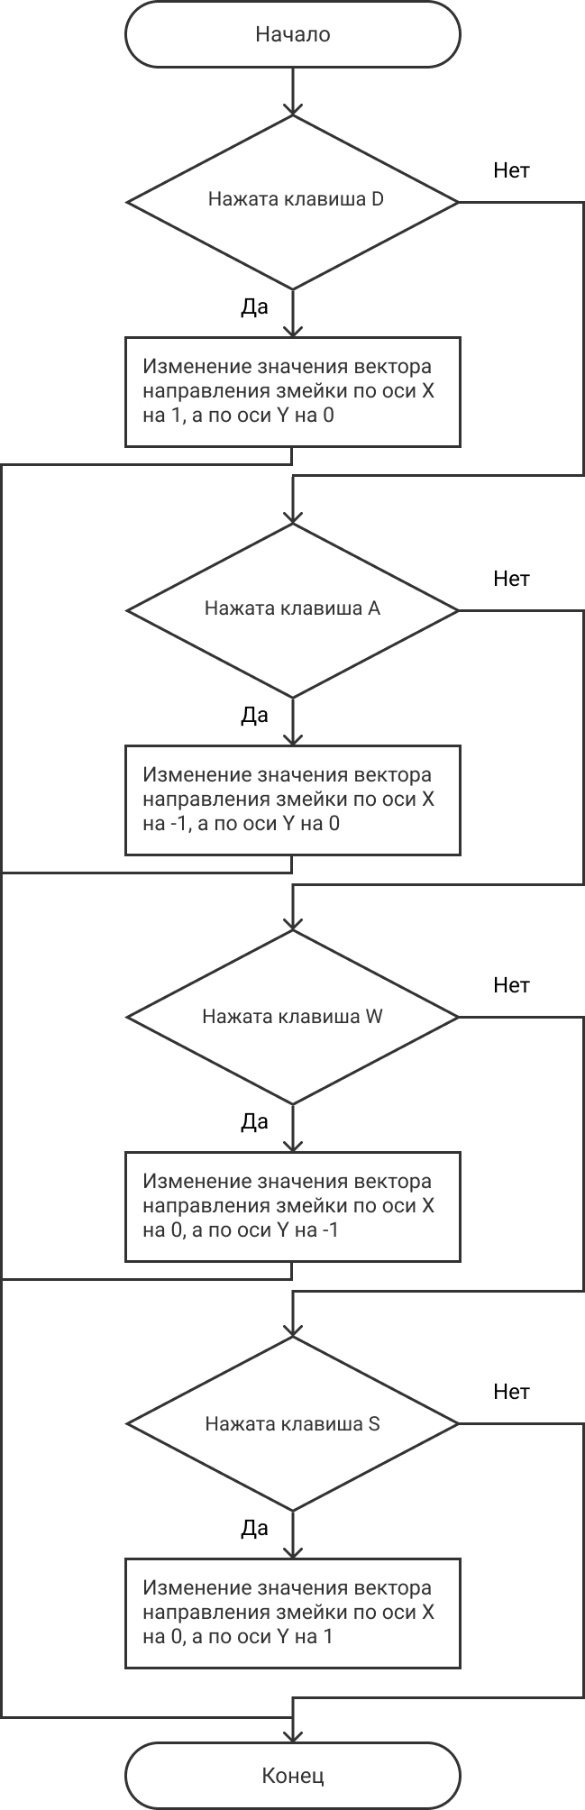 Начало
Нажата клавиша D
Нет
Да
Изменение значения вектора
направления змейки по оси X
на 1, а по оси Y на 0
Нажата клавиша A
Нет
Да
Изменение значения вектора
направления змейки по оси X
на -1, а по оси Y на 0
Нажата клавиша W
Нет
Да
Изменение значения вектора
направления змейки по оси X
на 0, а по оси Y на -1
Нажата клавиша S
Нет
Да
Изменение значения вектора
направления змейки по оси X
на 0, а по оси Y на 1
Конец